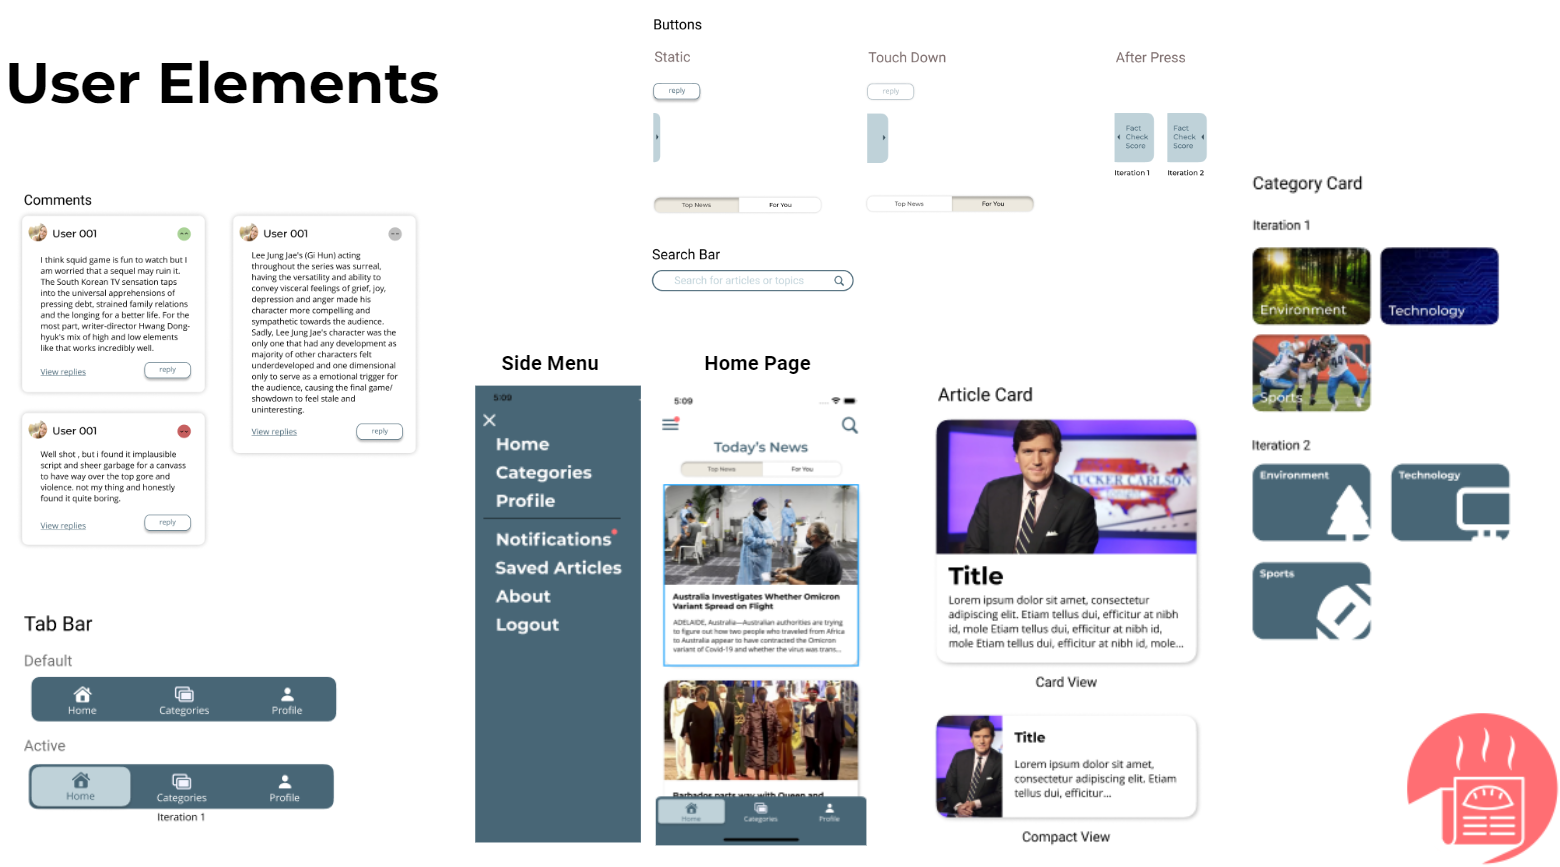 User Elements
Buttons
Static
Touch Down
After Press
reply
reply
Fact
Check
Score
Fact
Check
Score
Iteration 1
Iteration 2
Top News
For You
Top News
For You
Search Bar
Search for articles or topics
Comments
User 001
I think squid game is fun to watch but I
am worried that a sequel may ruin it.
The South Korean TV sensation taps
into the universal apprehensions of
pressing debt, strained family relations
and the longing for a better life. For the
most part, writer-director Hwang Dong-
hyuk's mix of high and low elements
like that works incredibly well.
View replies
reply
User 001
Lee Jung Jae's (Gi Hun) acting
throughout the series was surreal,
having the versatility and ability to
convey visceral feelings of grief, joy,
depression and anger made his
character more compelling and
sympathetic towards the audience.
Sadly, Lee Jung Jae's character was the
only one that had any development as
majority of other characters felt
underdeveloped and one dimensional
only to serve as a emotional trigger for
the audience, causing the final game/
showdown to feel stale and
uninteresting.
View replies
reply
User 001
Well shot , but i found it implausible
script and sheer garbage for a canvass
to have way over the top gore and
violence. not my thing and honestly
found it quite boring.
View replies
reply
Tab Bar
Default
Home
Categories
Profile
Active
Home
Categories
Profile
Iteration 1
Side Menu
5:09
Home
Categories
Profile
Notifications
Saved Articles
About
Logout
Home Page
5:09
Today's News
Top News
For You
Australia Investigates Whether Omicron
Variant Spread on Flight
ADELAIDE, Australia—Australian authorities are trying
to figure out how two people who traveled from Africa
to Australia appear to have contracted the Omicron
variant of Covid-19 and whether the virus was trans...
Barbados parts way with Queen and
Home
Categories
Profile
Article Card
TUCKER CARLSON
Title
Lorem ipsum dolor sit amet, consectetur
adipiscing elit. Etiam tellus dui, efficitur at nibh
id, mole Etiam tellus dui, efficitur at nibh id,
mole Etiam tellus dui, efficitur at nibh id, mole...
Card View
Title
Lorem ipsum dolor sit amet,
consectetur adipiscing elit. Etiam
tellus dui, efficitur...
Compact View
Category Card
Iteration 1
Environment
Technology
Sports
44
Iteration 2
Environment
Technology
Sports